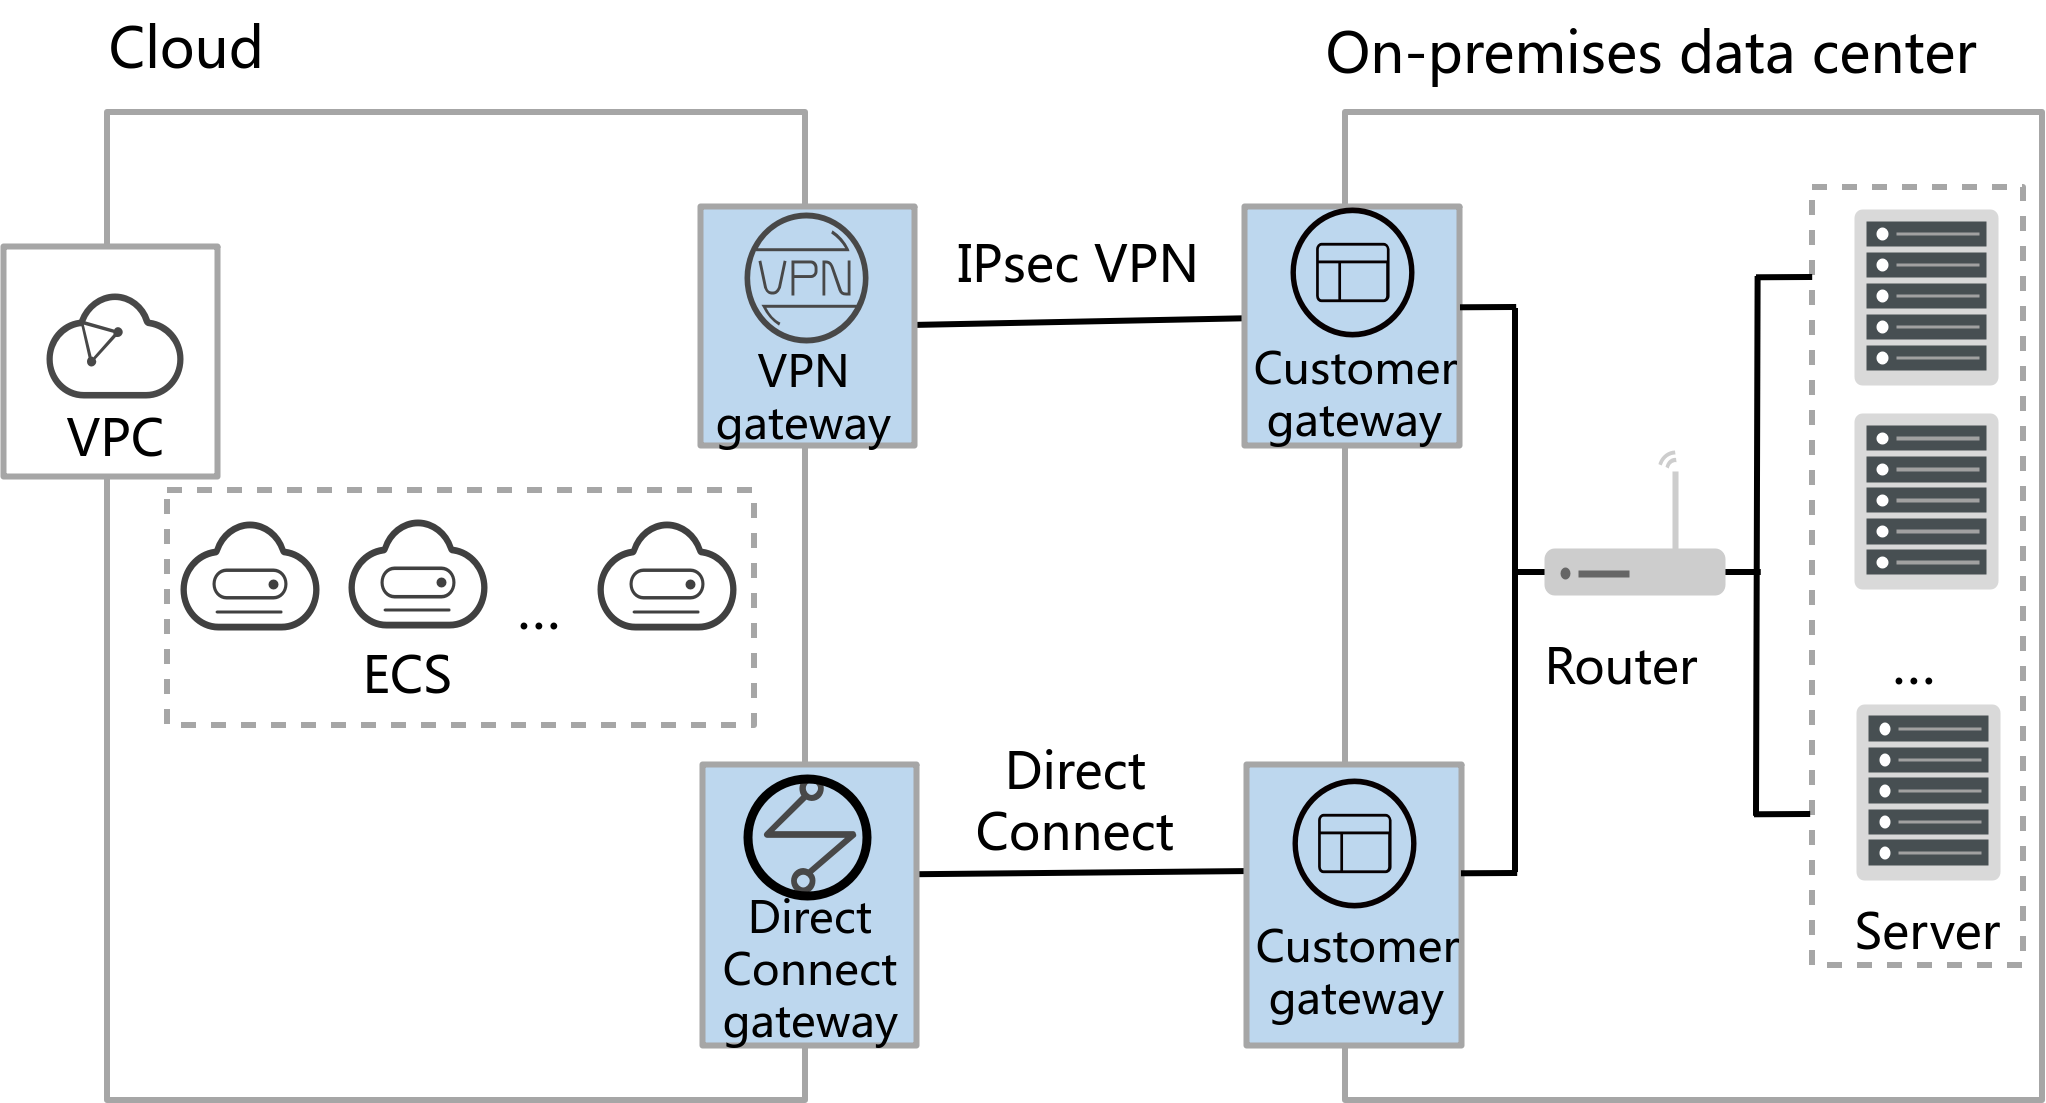 Cloud
On-premises data center
VPC
VPN
VPN
gateway
IPsec VPN
Customer
gateway
...
ECS
Router
...
Direct
Connect
Direct
Connect
gateway
Customer
gateway
Server